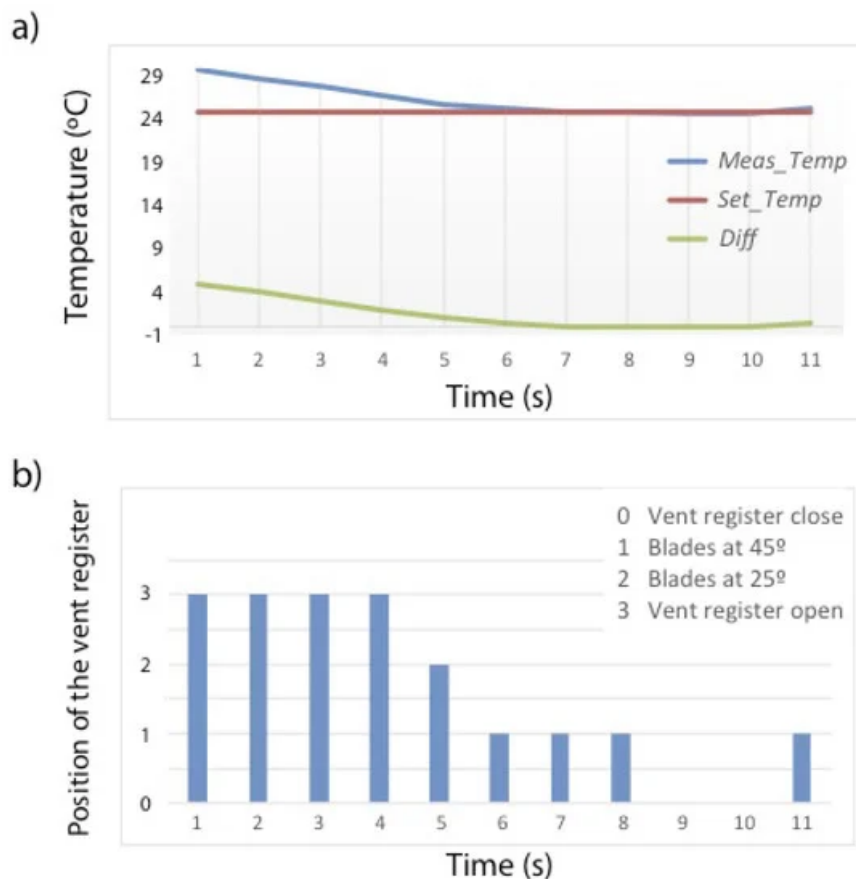 a)
Temperature (ºC)
29
24
19
14
9
4
-1
Meas_Temp
Set_Temp
Diff
1 2 3 4 5 6 7 8 9 10 11
Time (s)
b)
Position of the vent register
0 Vent register close
1 Blades at 45º
2 Blades at 25º
3 Vent register open
3
2
1
0
1 2 3 4 5 6 7 8 9 10 11
Time (s)